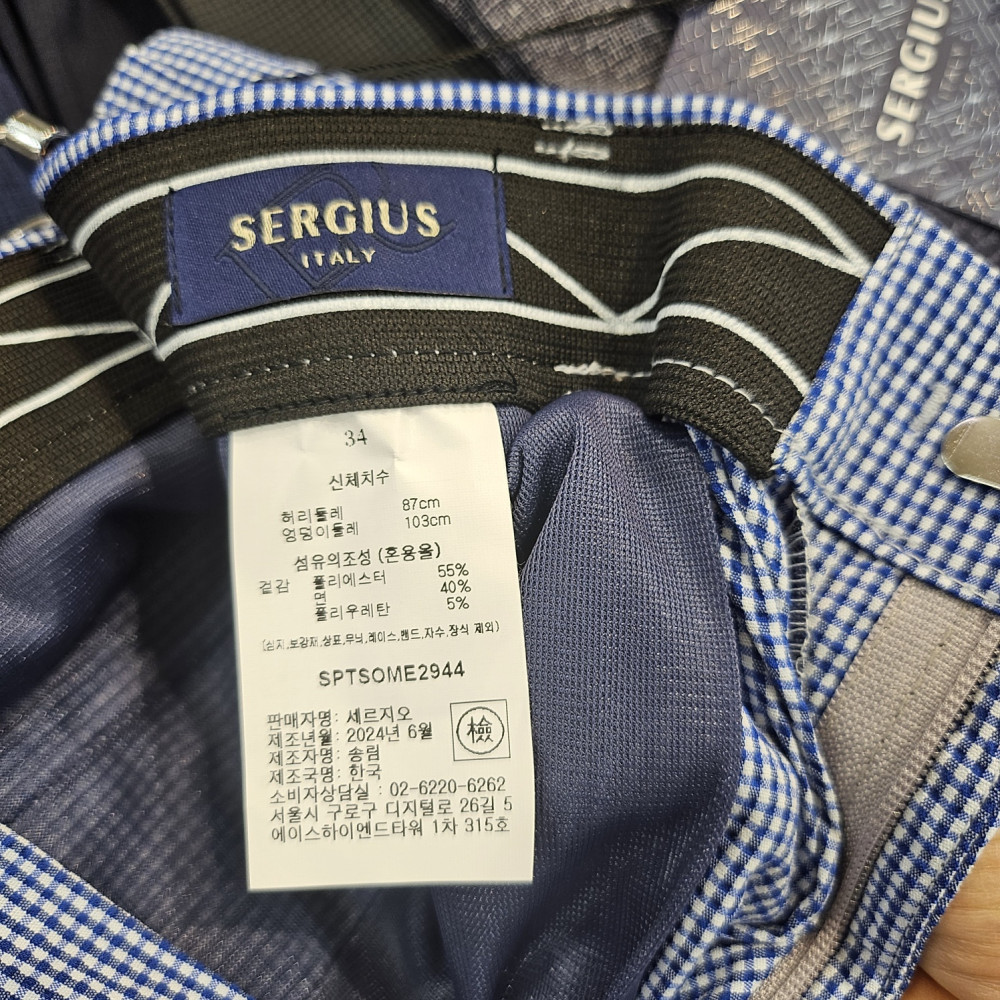 SERGIUS
SERGIUS
ITALY
34
신체치수
허리둘레 87cm
엉덩이둘레 103cm
섬유의조성 (혼용율)
겉감 폴리에스터 55%
면 40%
폴리우레탄 5%
(심지,보강재,상표,무늬,레이스,밴드,자수,장식 제외)
SPTSOME2944
판매자명: 세르지오
제조년월: 2024년 6월
제조자명: 송림
檢
제조국명: 한국
소비자상담실 : 02-6220-6262
서울시 구로구 디지털로 26길 5
에이스하이엔드타워 1차 315호